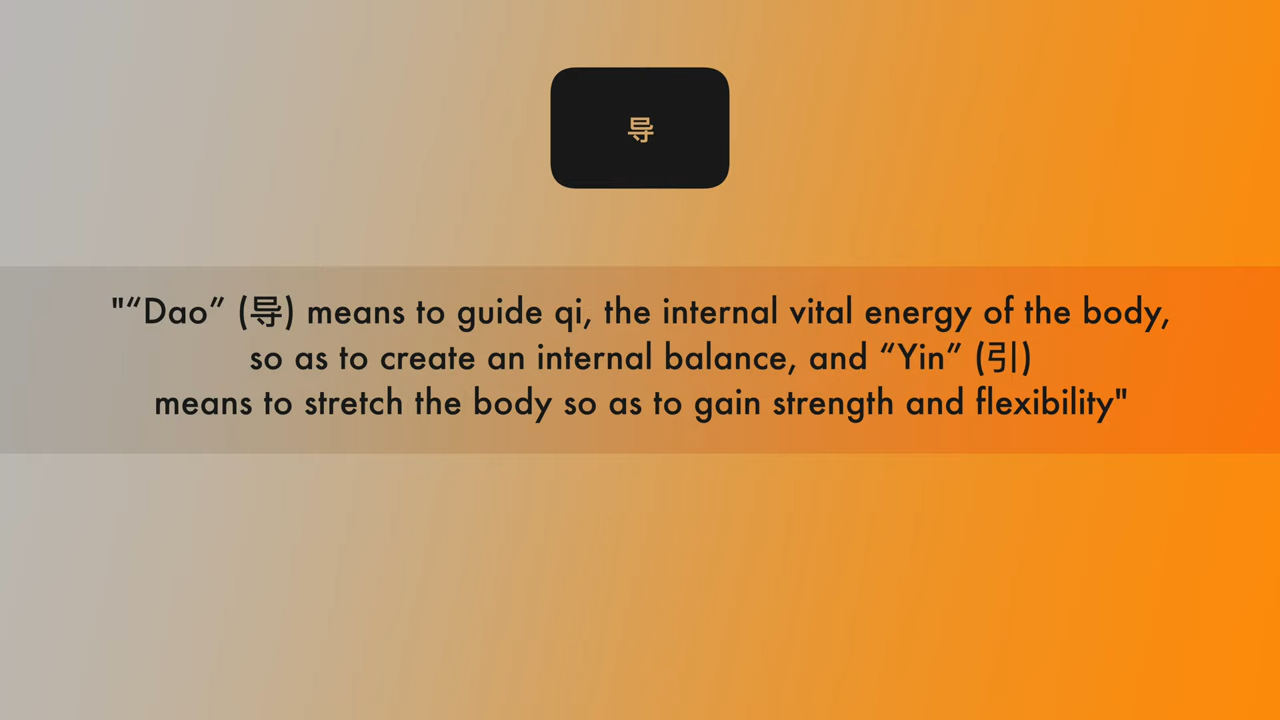 导
"“Dao” (导) means to guide qi, the internal vital energy of the body,
so as to create an internal balance, and “Yin” (引)
means to stretch the body so as to gain strength and flexibility"